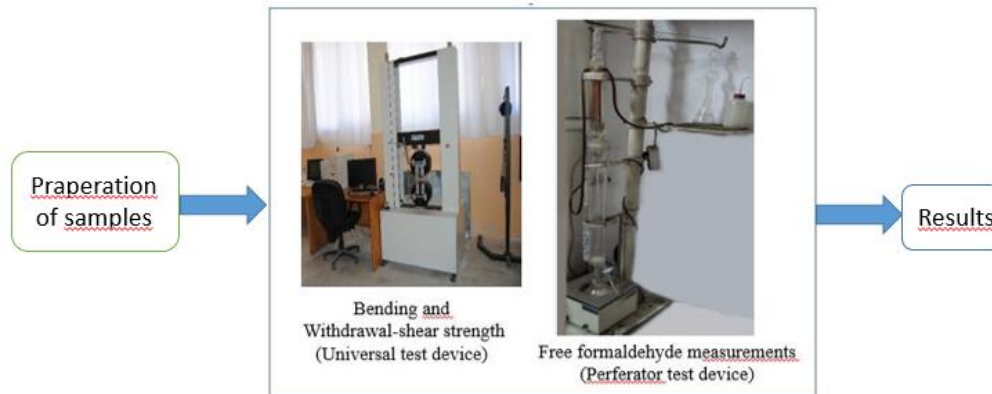 Praperation
of samples
Bending and
Withdrawal-shear strength
(Universal test device)
Free formaldehyde measurements
(Perferator test device)
Results